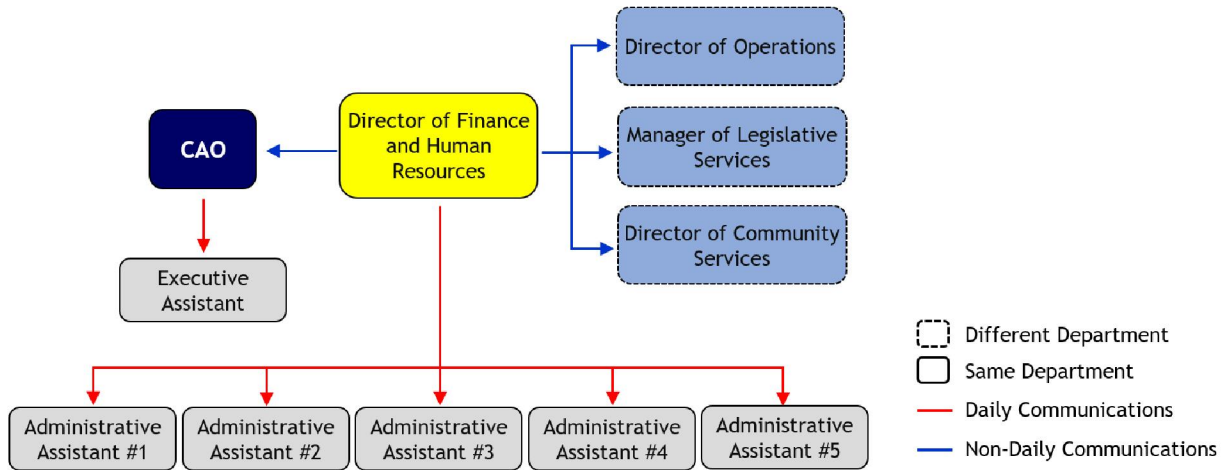 Director of Operations
Director of Finance
and Human
Resources
CAO
Manager of Legislative
Services
Director of Community
Services
Executive
Assistant
Different Department
Same Department
Daily Communications
Non-Daily Communications
Administrative
Assistant #1
Administrative
Assistant #2
Administrative
Assistant #3
Administrative
Assistant #4
Administrative
Assistant #5